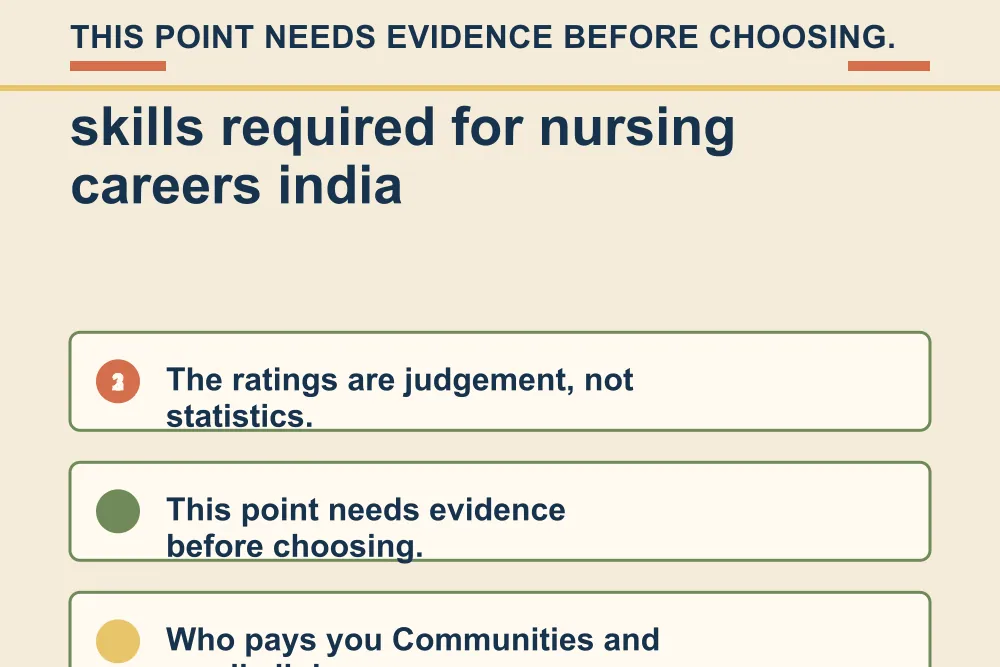 THIS POINT NEEDS EVIDENCE BEFORE CHOOSING.
skills required for nursing
careers india
The ratings are judgement, not
statistics.
This point needs evidence
before choosing.
Who pays you Communities and